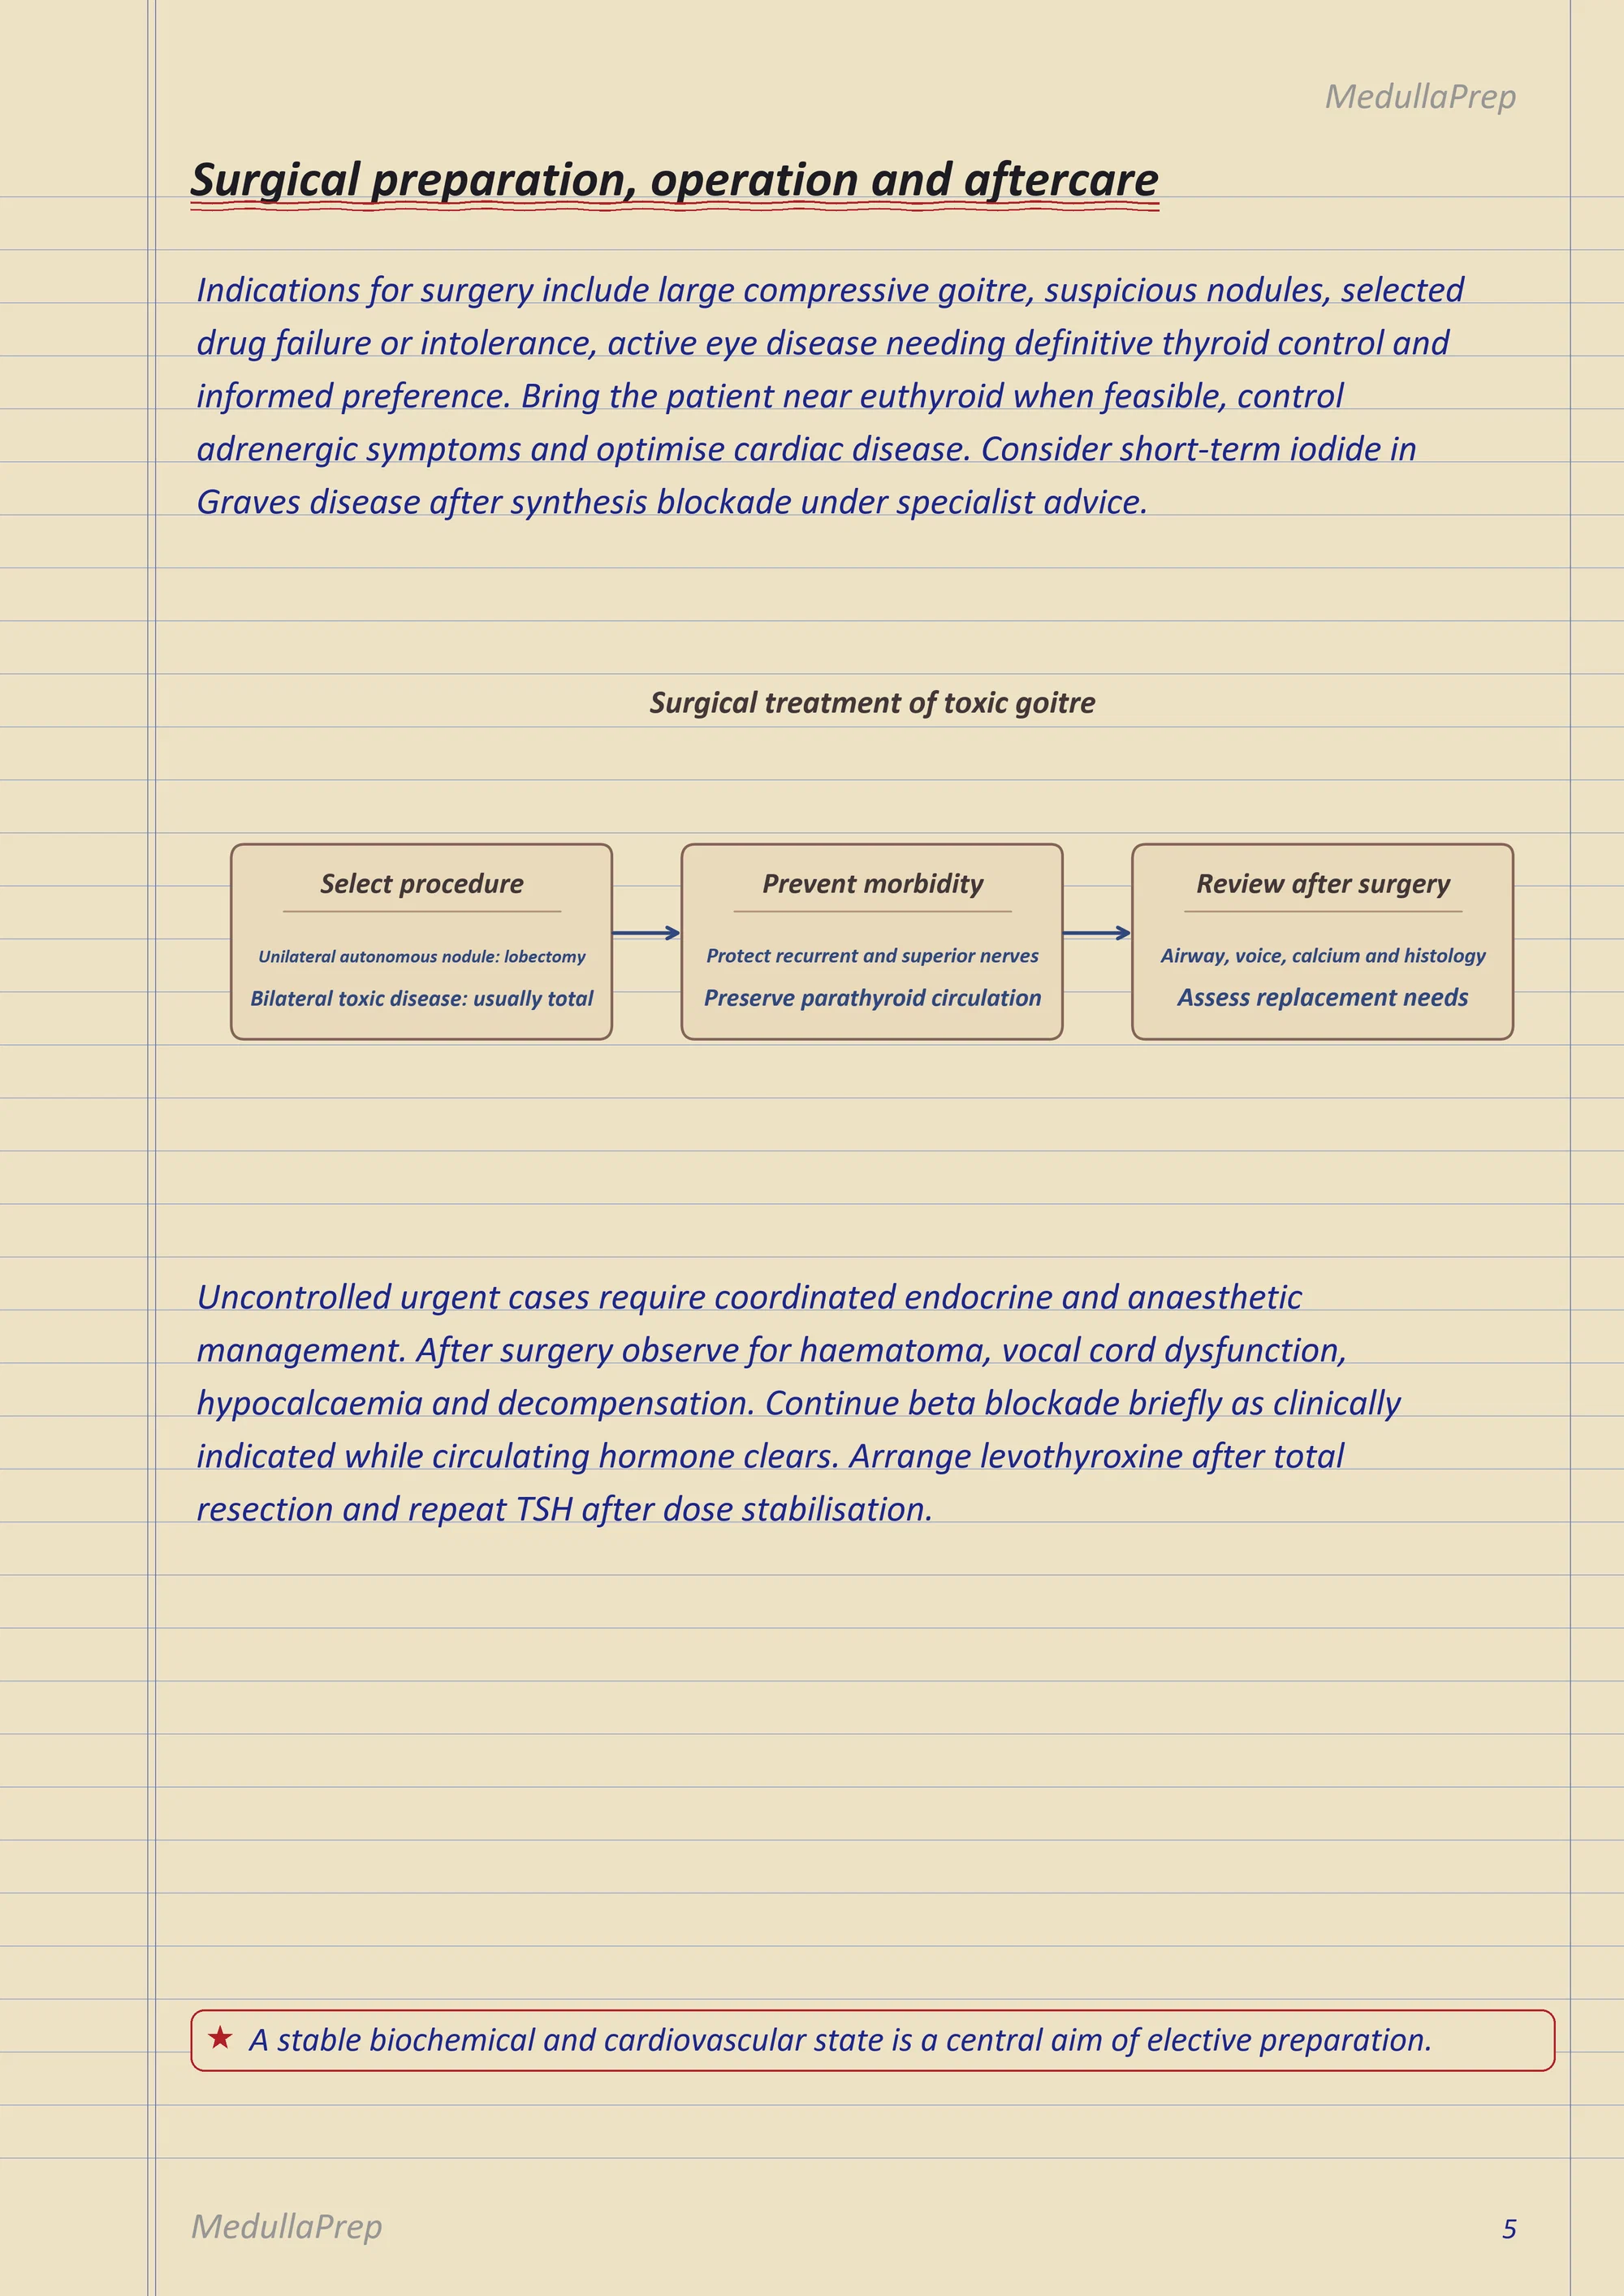 MedullaPrep
Surgical preparation, operation and aftercare
Indications for surgery include large compressive goitre, suspicious nodules, selected
drug failure or intolerance, active eye disease needing definitive thyroid control and
informed preference. Bring the patient near euthyroid when feasible, control
adrenergic symptoms and optimise cardiac disease. Consider short-term iodide in
Graves disease after synthesis blockade under specialist advice.
Surgical treatment of toxic goitre
Select procedure
Unilateral autonomous nodule: lobectomy
Bilateral toxic disease: usually total
Prevent morbidity
Protect recurrent and superior nerves
Preserve parathyroid circulation
Review after surgery
Airway, voice, calcium and histology
Assess replacement needs
Uncontrolled urgent cases require coordinated endocrine and anaesthetic
management. After surgery observe for haematoma, vocal cord dysfunction,
hypocalcaemia and decompensation. Continue beta blockade briefly as clinically
indicated while circulating hormone clears. Arrange levothyroxine after total
resection and repeat TSH after dose stabilisation.
★ A stable biochemical and cardiovascular state is a central aim of elective preparation.
MedullaPrep
5